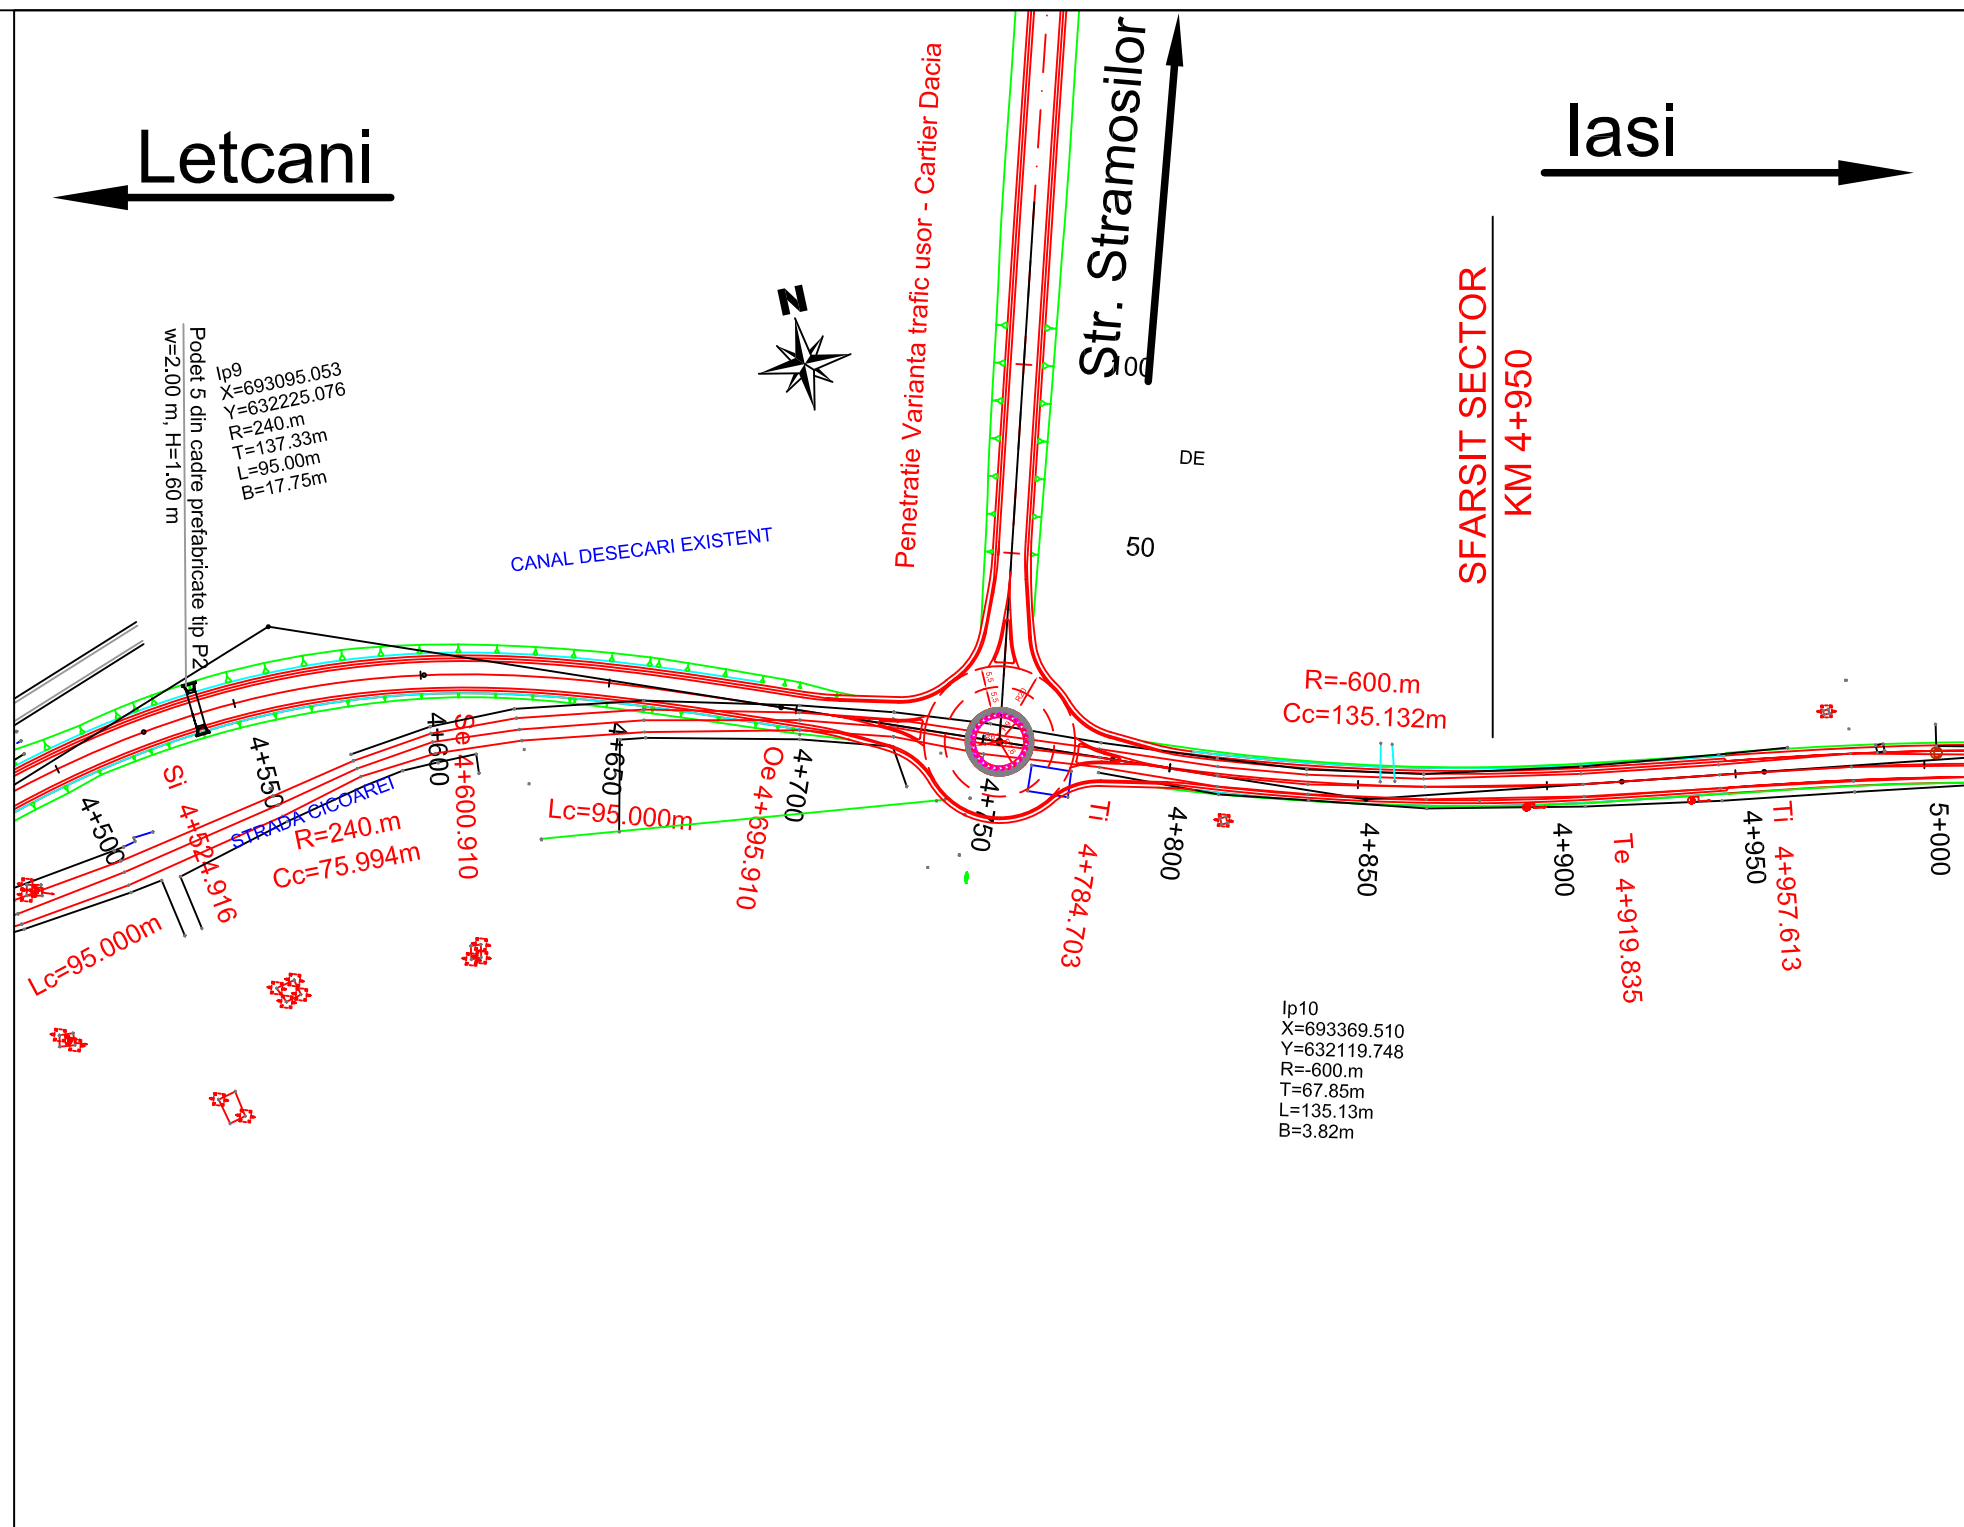 Letcani
Iasi
Str. Stramosilor
Penetratie Varianta trafic usor - Cartier Dacia
N
SFARSIT SECTOR
KM 4+950
Podet 5 din cadre prefabricate tip P2
w=2.00 m, H=1.60 m
Ip9
X=693095.053
Y=632225.076
R=240.m
T=137.33m
L=95.00m
B=17.75m
100
DE
50
CANAL DESECARI EXISTENT
R=-600.m
Cc=135.132m
4+500
Si 4+524.916
4+550
STRADA CICOAREI
R=240.m
Cc=75.994m
4+600
Se 4+600.910
Lc=95.000m
4+650
Lc=95.000m
Oe 4+695.910
4+700
4+750
Ti 4+784.703
4+800
4+850
4+900
Te 4+919.835
4+950
Ti 4+957.613
5+000
Ip10
X=693369.510
Y=632119.748
R=-600.m
T=67.85m
L=135.13m
B=3.82m